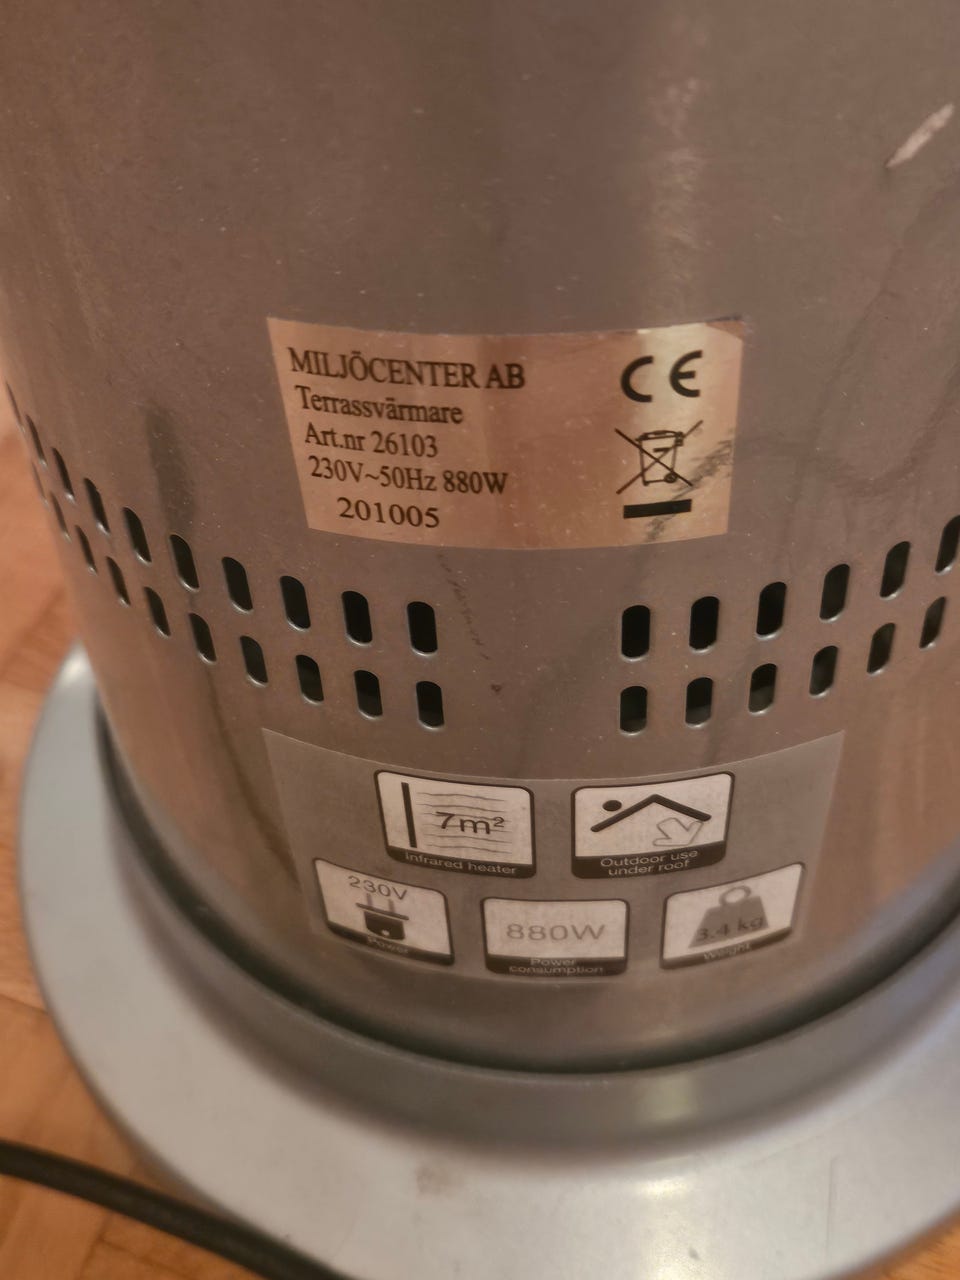 MILJÖCENTER AB
Terrassvärmare
Art.nr 26103
230V~50Hz 880W
201005
CE
7m²
Infrared heater
Outdoor use
under roof
230V
Power
880W
Power
consumption
3.4 kg
Weight